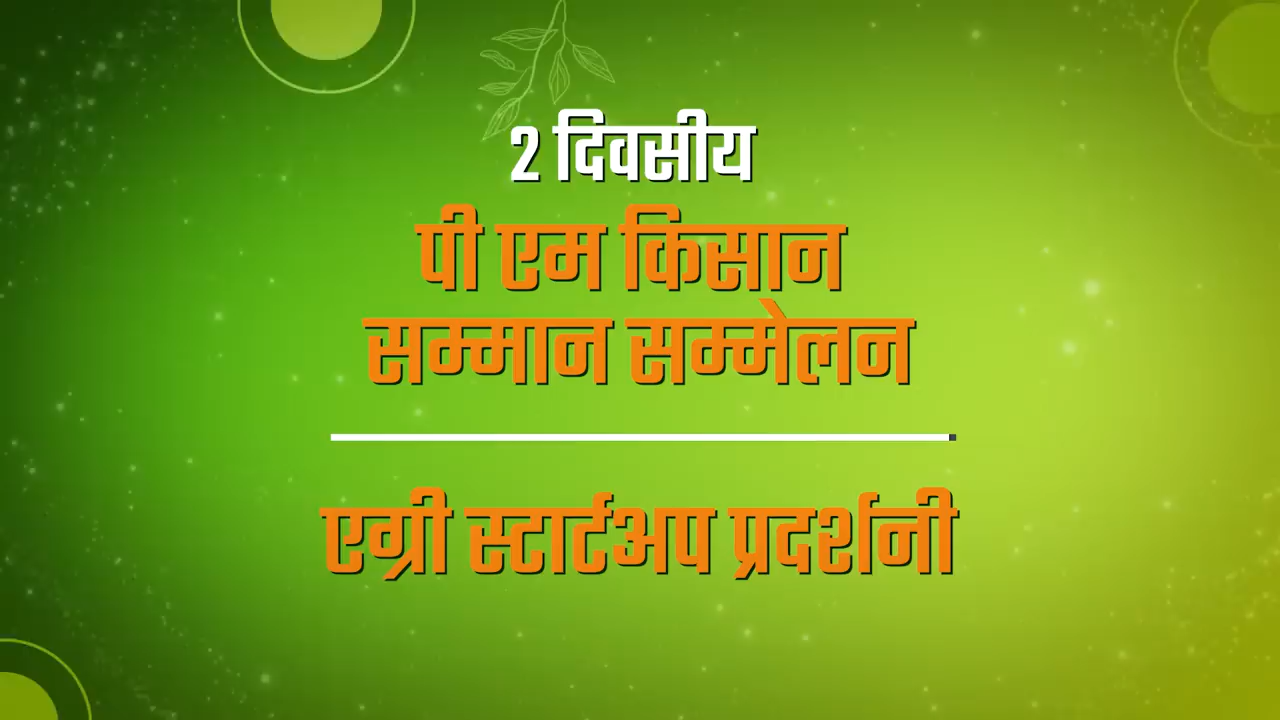 2 दिवसीय
पी एम किसान
सम्मान सम्मेलन
एग्री स्टार्टअप प्रदर्शनी